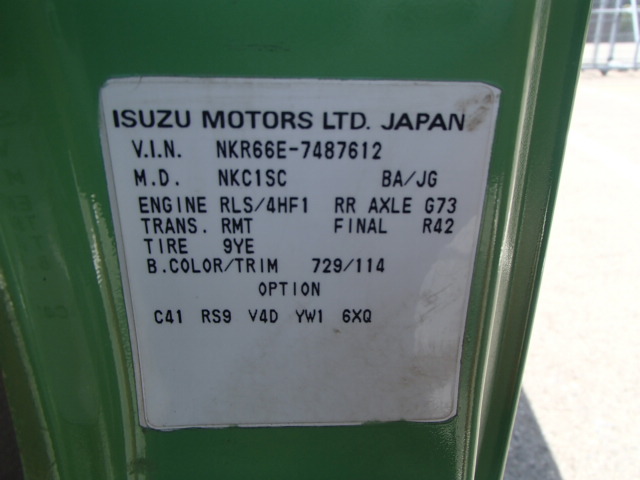 ISUZU MOTORS LTD. JAPAN
V.I.N. NKR66E-7487612
M.D. NKC1SC BA/JG
ENGINE RLS/4HF1 RR AXLE G73
TRANS. RMT FINAL R42
TIRE 9YE
B.COLOR/TRIM 729/114
OPTION
C41 RS9 V4D YW1 6XQ